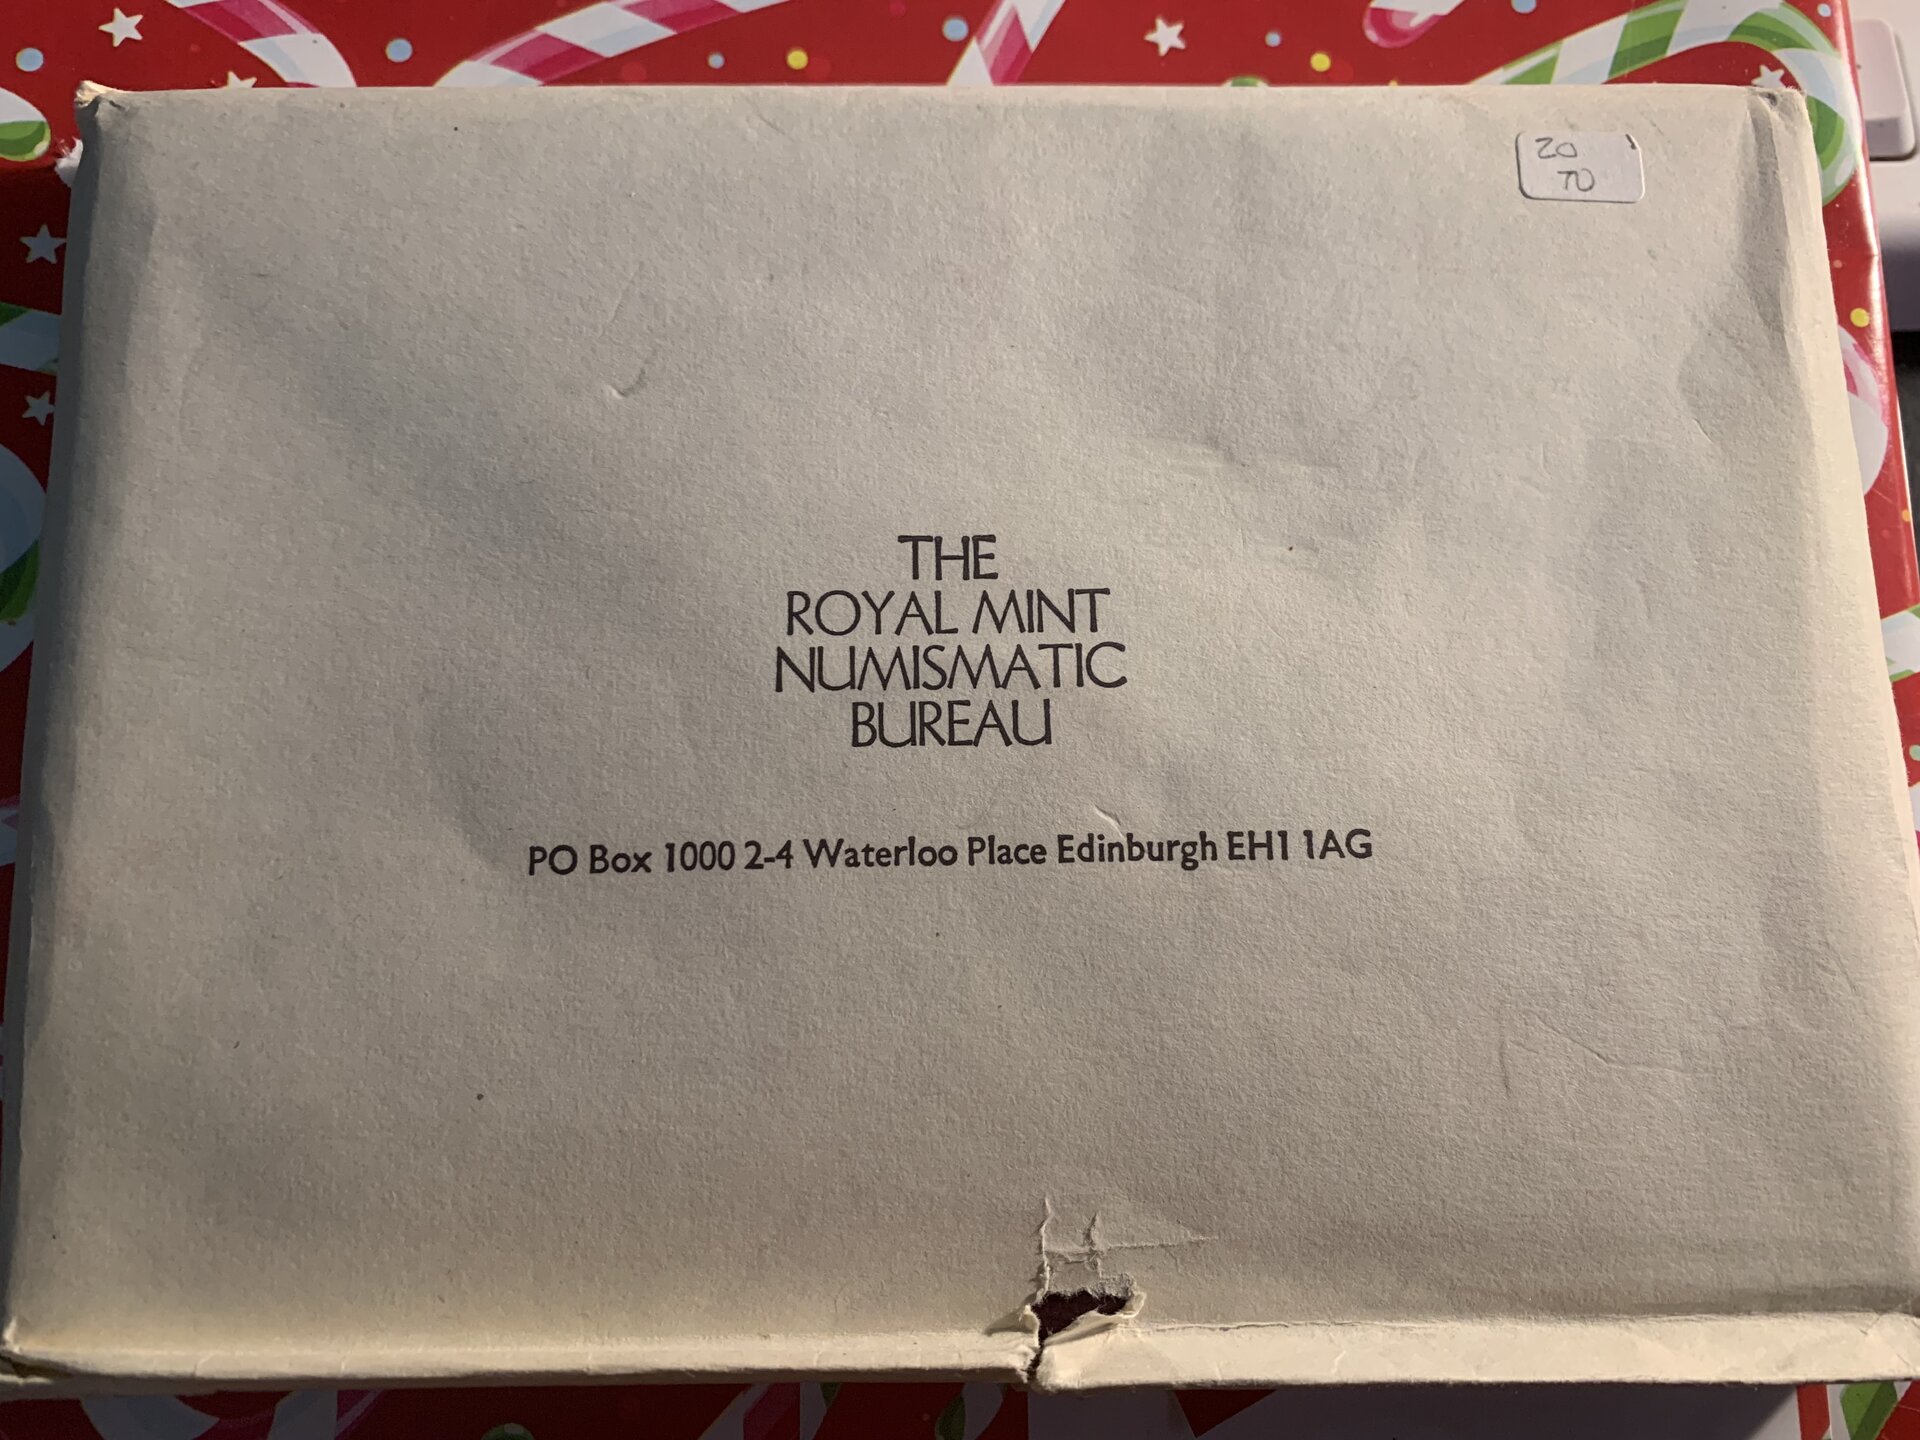 20
70
THE
ROYAL MINT
NUMISMATIC
BUREAU
PO Box 1000 2-4 Waterloo Place Edinburgh EH1 1AG